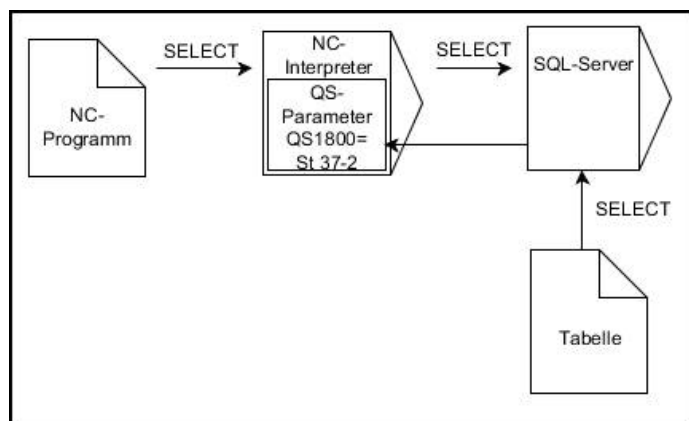 SELECT
NC-
Programm
NC-
Interpreter
QS-
Parameter
QS1800=
St 37-2
SELECT
SQL-Server
SELECT
Tabelle